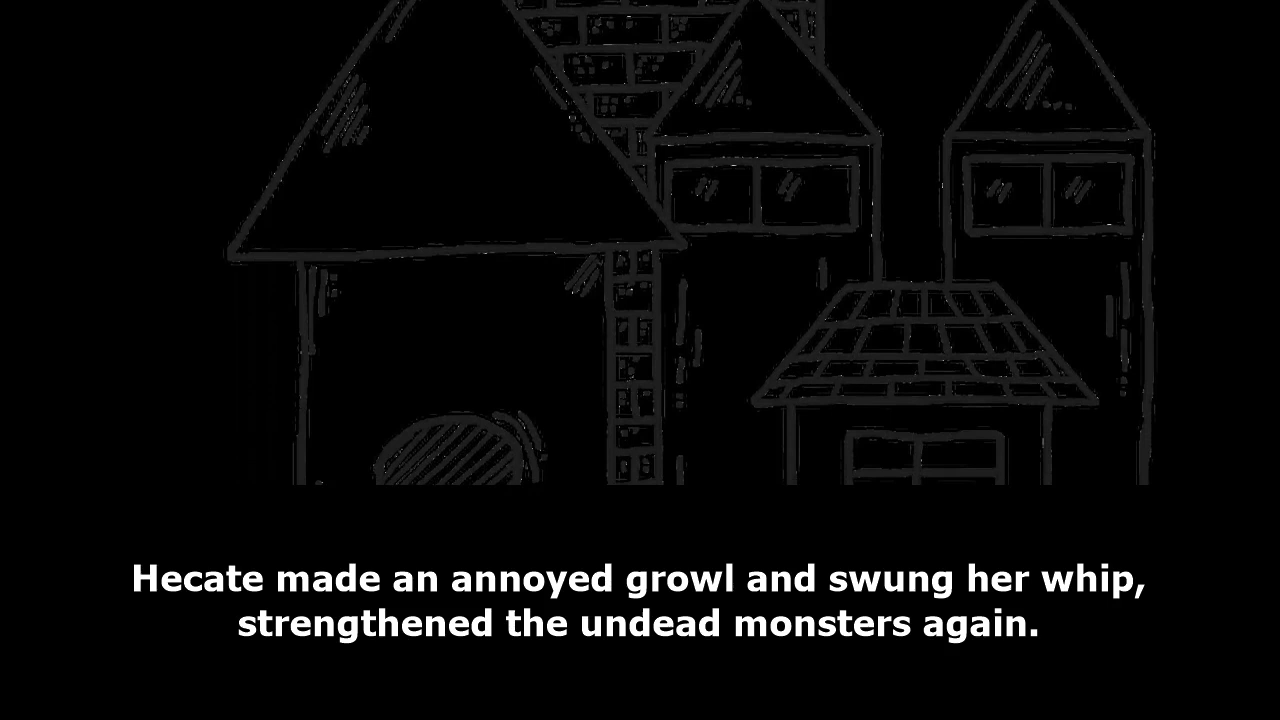 Hecate made an annoyed growl and swung her whip,
strengthened the undead monsters again.